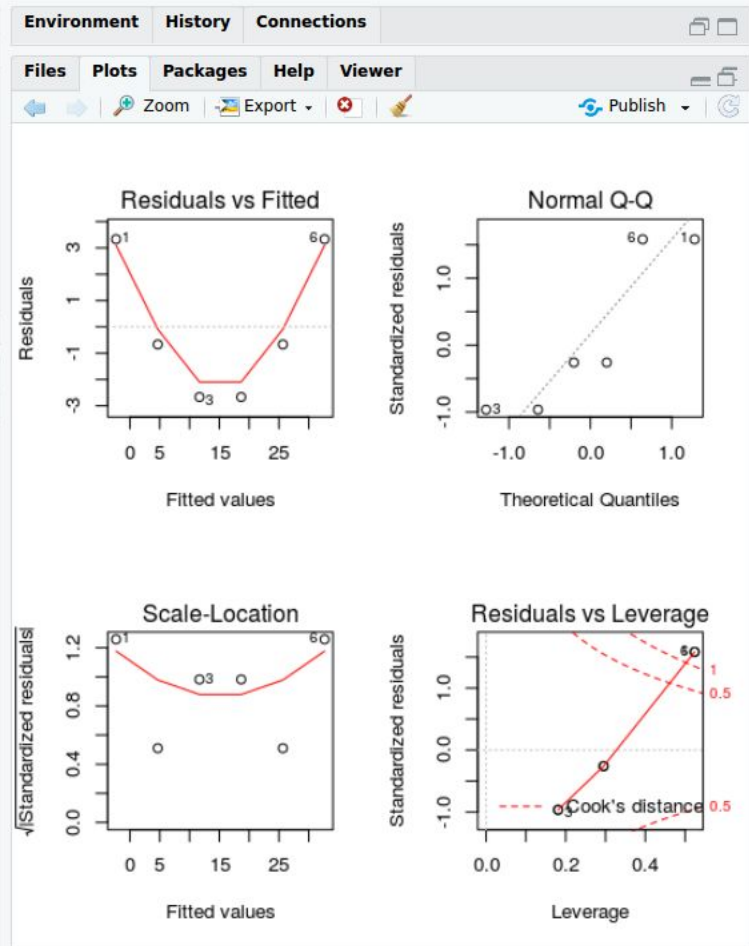 Environment History Connections
Files Plots Packages Help Viewer
Zoom Export Publish
Residuals vs Fitted
Residuals
3
1
-1
-3
1
6
3
0 5 15 25
Fitted values
Normal Q-Q
Standardized residuals
1.0
0.0
-1.0
6
1
3
-1.0 0.0 1.0
Theoretical Quantiles
Scale-Location
√|Standardized residuals|
1.2
0.8
0.4
0.0
1
6
3
0 5 15 25
Fitted values
Residuals vs Leverage
Standardized residuals
1.0
0.0
-1.0
6
1
0.5
3
Cook's distance
0.5
0.0 0.2 0.4
Leverage